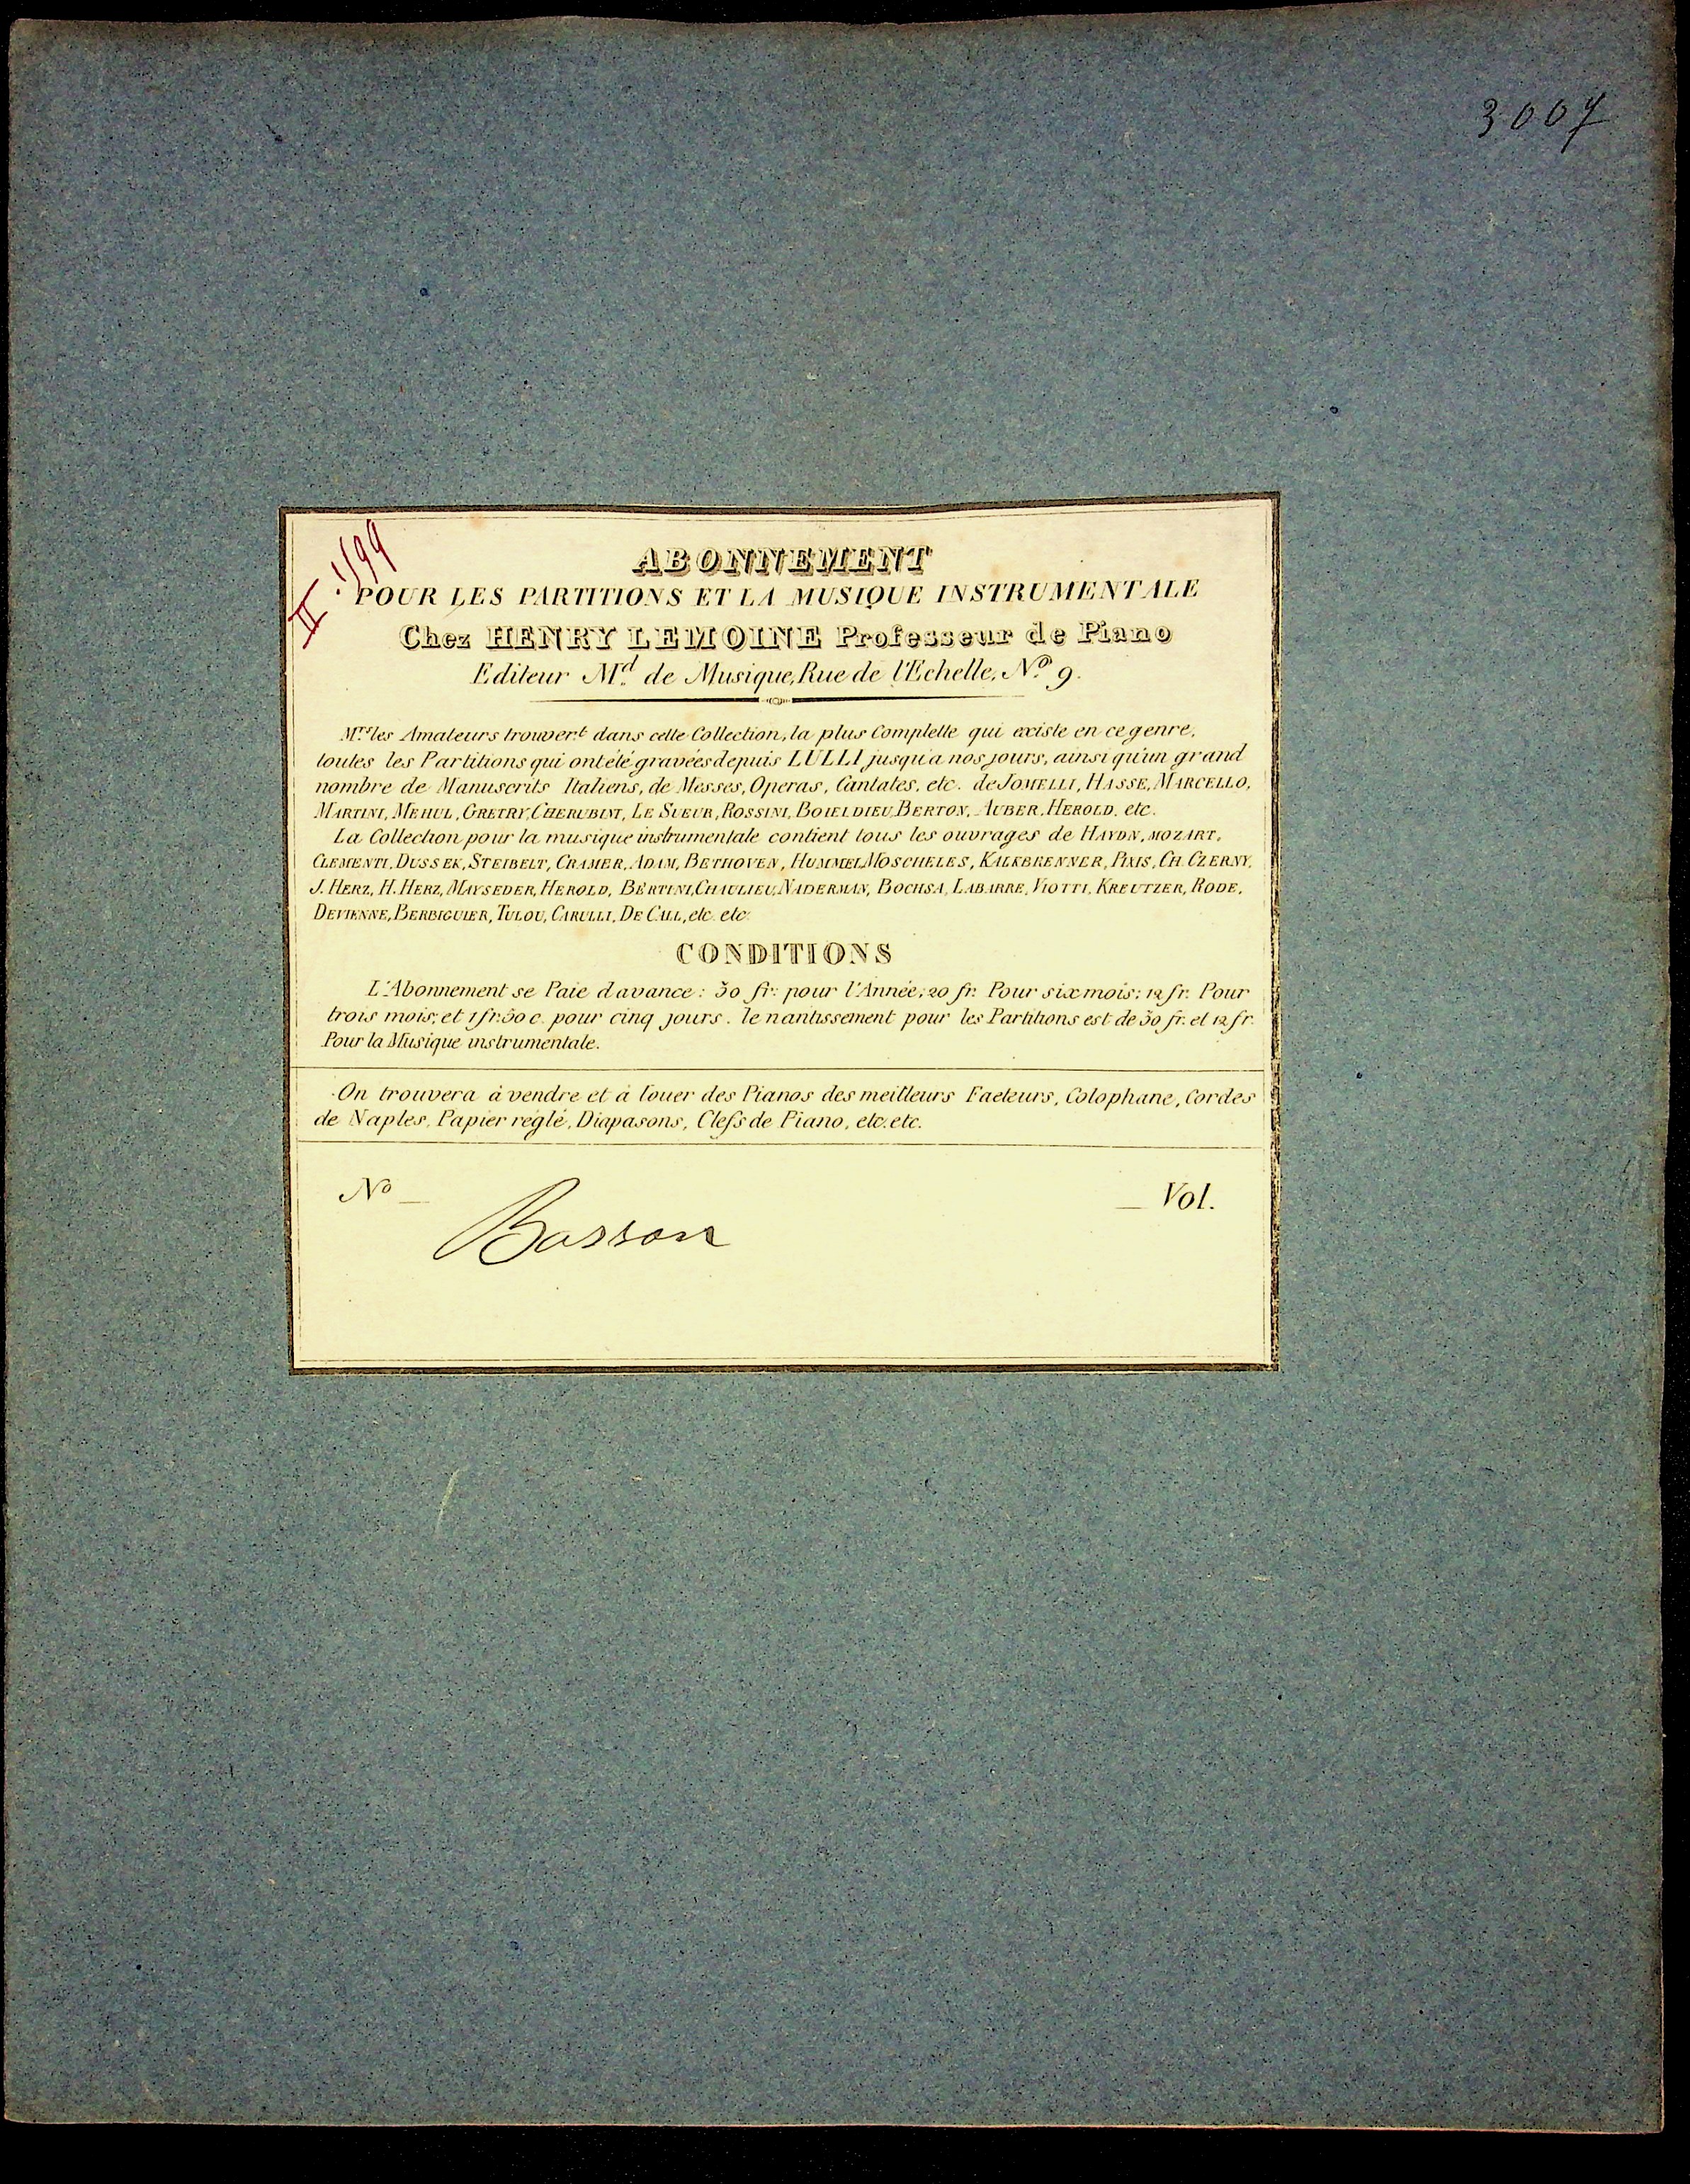 3007
II 1/99
ABONNEMENT
POUR LES PARTITIONS ET LA MUSIQUE INSTRUMENTALE
Chez HENRY LEMOINE Professeur de Piano
Editeur Md. de Musique, Rue de l'Echelle, No. 9.
Mrs. les Amateurs trouvert. dans cette Collection, la plus Complette qui existe en ce genre,
toutes les Partitions qui ont été gravées depuis LULLI jusqu'a nos jours, ainsi qu'un grand
nombre de Manuscrits Italiens, de Messes, Operas, Cantates, etc. de JOMELLI, HASSE, MARCELLO,
MARTINI, MEHUL, GRETRY, CHERUBINI, LE SUEUR, ROSSINI, BOIELDIEU, BERTON, AUBER, HEROLD, etc.
La Collection pour la musique instrumentale contient tous les ouvrages de HAYDN, MOZART,
CLEMENTI, DUSSEK, STEIBELT, CRAMER, ADAM, BETHOVEN, HUMMEL, MOSCHELES, KALKBRENNER, PIXIS, CH. CZERNY,
J. HERZ, H. HERZ, MAYSEDER, HEROLD, BERTINI, CHAULIEU, NADERMAN, BOCHSA, LABARRE, VIOTTI, KREUTZER, RODE,
DEVIENNE, BERBIGUIER, TULOU, CARULLI, DE CALL, etc. etc.
CONDITIONS
L'Abonnement se Paie d'avance: 30 fr. pour l'Année; 20 fr. Pour six mois; 12 fr. Pour
trois mois; et 1 fr. 50 c. pour cinq jours. le nantissement pour les Partitions est de 30 fr. et 12 fr.
Pour la Musique instrumentale.
On trouvera à vendre et à louer des Pianos des meilleurs Facteurs, Colophane, Cordes
de Naples, Papier réglé, Diapasons, Clefs de Piano, etc. etc.
No _ _ Vol.
Basson